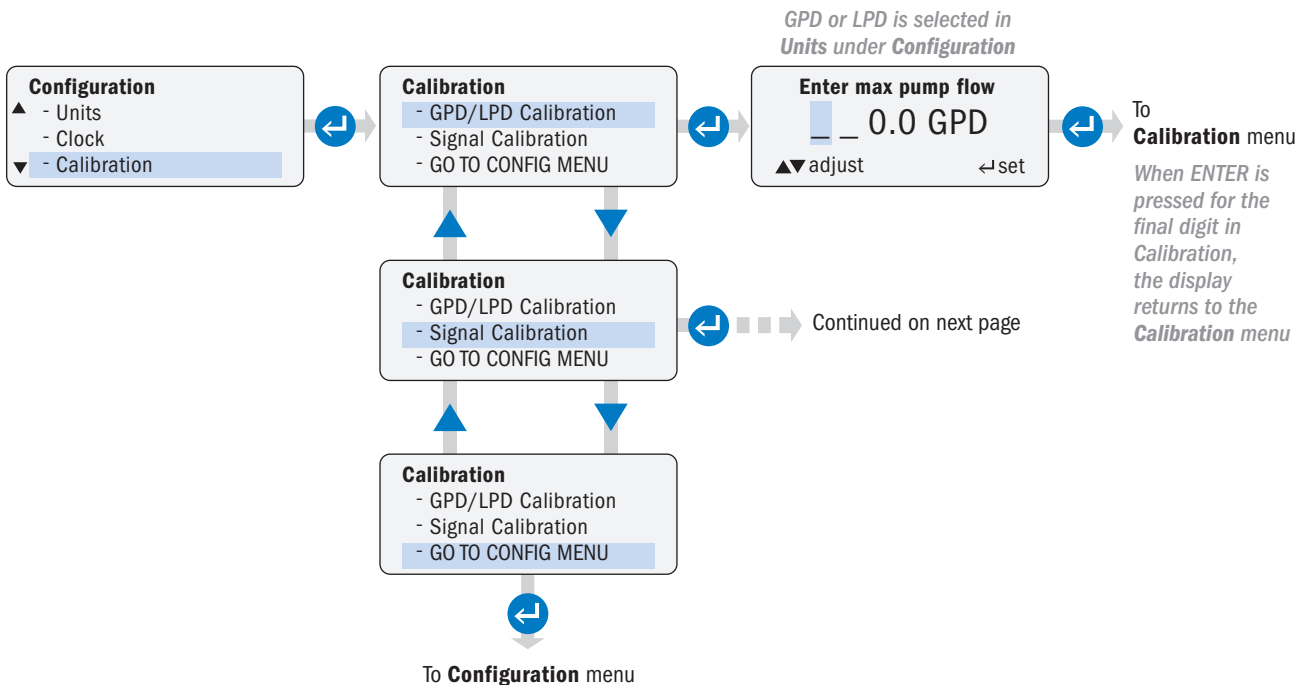 GPD or LPD is selected in
Units under Configuration
Configuration
▲ - Units
- Clock
▼ - Calibration
Calibration
- GPD/LPD Calibration
- Signal Calibration
- GO TO CONFIG MENU
Enter max pump flow
_ _ 0.0 GPD
▲▼ adjust ↵ set
To
Calibration menu
When ENTER is
pressed for the
final digit in
Calibration,
the display
returns to the
Calibration menu
Calibration
- GPD/LPD Calibration
- Signal Calibration
- GO TO CONFIG MENU
Continued on next page
Calibration
- GPD/LPD Calibration
- Signal Calibration
- GO TO CONFIG MENU
To Configuration menu